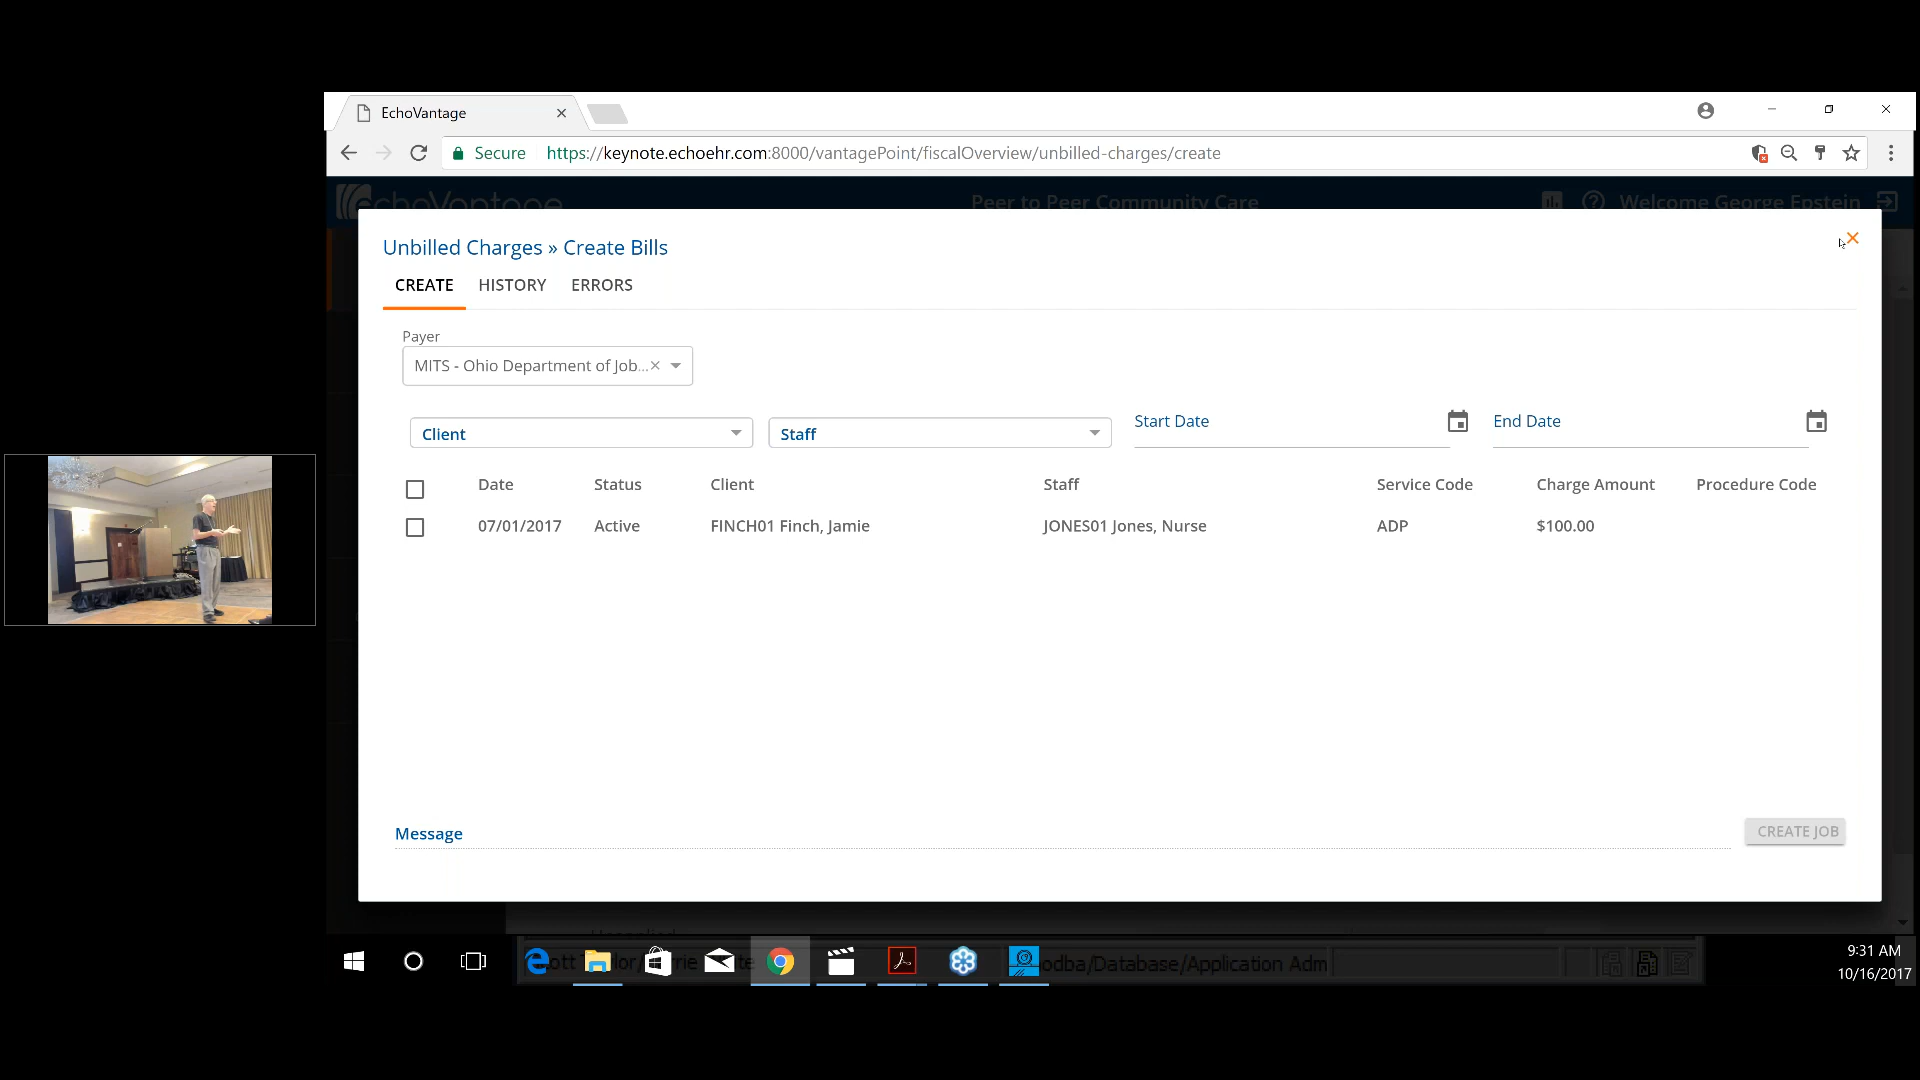 EchoVantage
Secure https://keynote.echoehr.com:8000/vantagePoint/fiscalOverview/unbilled-charges/create
EchoVantage Peer to Peer Community Care Welcome George Epstein
Unbilled Charges » Create Bills
CREATE HISTORY ERRORS
Payer
MITS - Ohio Department of Job...
Client Staff Start Date End Date
Date Status Client Staff Service Code Charge Amount Procedure Code
07/01/2017 Active FINCH01 Finch, Jamie JONES01 Jones, Nurse ADP $100.00
Message CREATE JOB
odba/Database/Application Adm
9:31 AM
10/16/2017